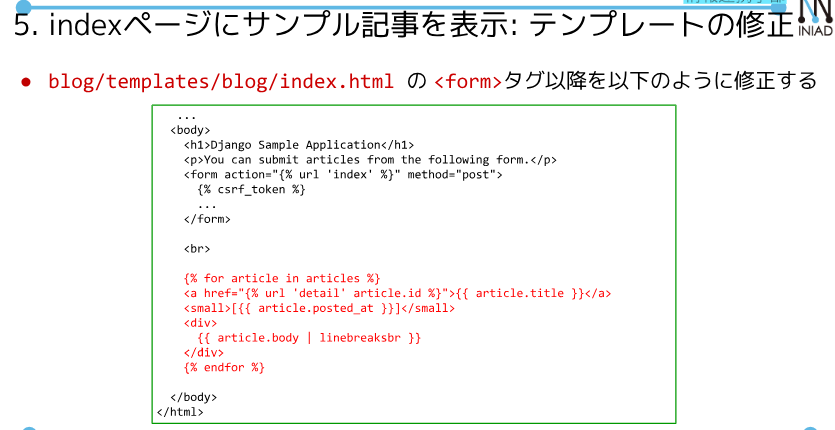 5. indexページにサンプル記事を表示: テンプレートの修正
INIAD
● blog/templates/blog/index.html の <form>タグ以降を以下のように修正する
...
<body>
<h1>Django Sample Application</h1>
<p>You can submit articles from the following form.</p>
<form action="{% url 'index' %}" method="post">
{% csrf_token %}
...
</form>
<br>
{% for article in articles %}
<a href="{% url 'detail' article.id %}">{{ article.title }}</a>
<small>[{{ article.posted_at }}]</small>
<div>
{{ article.body | linebreaksbr }}
</div>
{% endfor %}
</body>
</html>